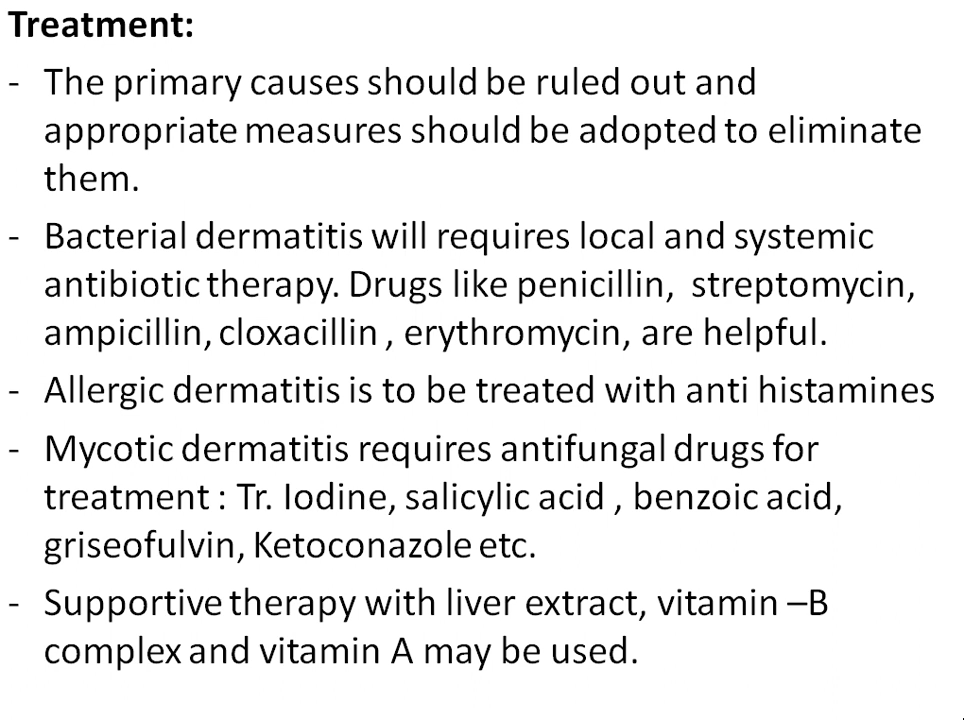 Treatment:
- The primary causes should be ruled out and
appropriate measures should be adopted to eliminate
them.
- Bacterial dermatitis will requires local and systemic
antibiotic therapy. Drugs like penicillin, streptomycin,
ampicillin, cloxacillin , erythromycin, are helpful.
- Allergic dermatitis is to be treated with anti histamines
- Mycotic dermatitis requires antifungal drugs for
treatment : Tr. Iodine, salicylic acid , benzoic acid,
griseofulvin, Ketoconazole etc.
- Supportive therapy with liver extract, vitamin –B
complex and vitamin A may be used.